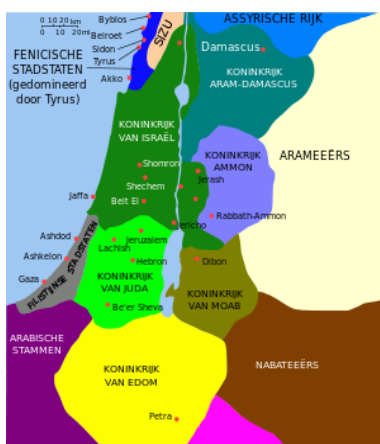 0 10 20 km
0 10 20mi
Byblos
Beiroet
Sidon
Tyrus
SIZU
ASSYRISCHE RIJK
Damascus
FENICISCHE
STADSTATEN
(gedomineerd
door Tyrus)
Akko
KONINKRIJK
ARAM-DAMASCUS
KONINKRIJK
VAN ISRAËL
KONINKRIJK
AMMON
ARAMEEËRS
Shomron
Jerash
Shechem
Jaffa
Beit El
Rabbath-Ammon
Jericho
Ashdod
Jeruzalem
Lachish
FILISTEINSE STADSTATEN
Ashkelon
Hebron
Dibon
Gaza
KONINKRIJK
VAN JUDA
KONINKRIJK
VAN MOAB
Be'er Sheva
ARABISCHE
STAMMEN
KONINKRIJK
VAN EDOM
NABATEEËRS
Petra